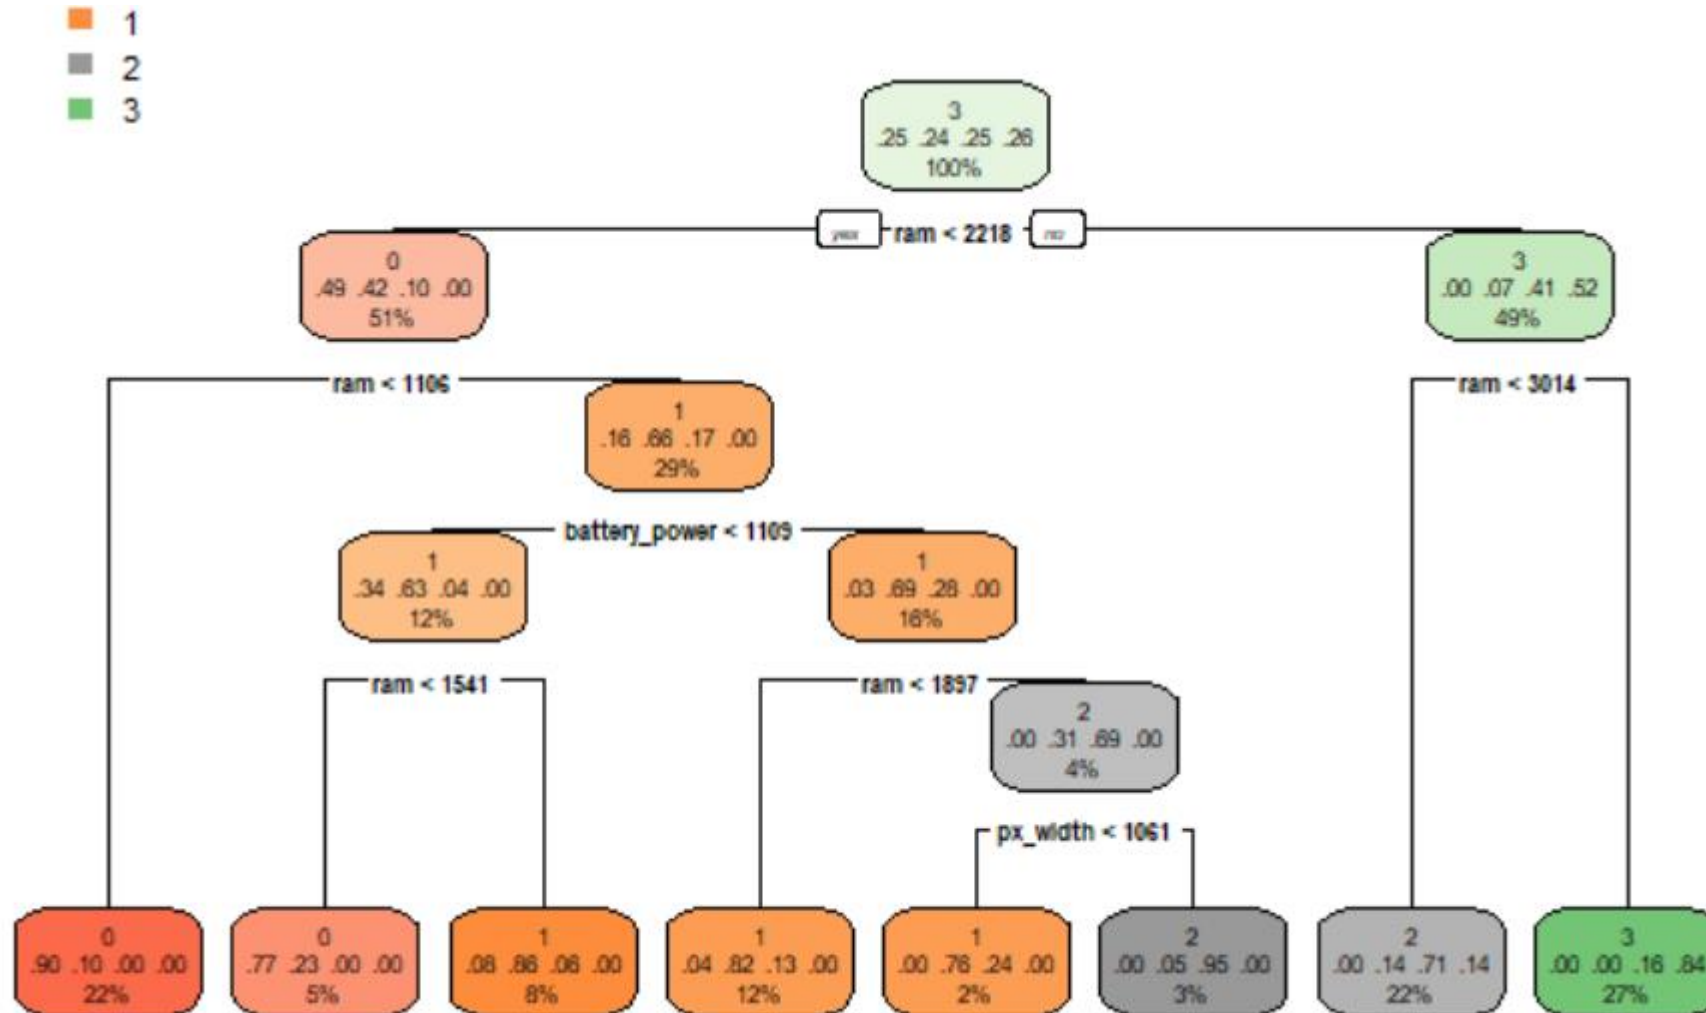 1
2
3
3
.25 .24 .25 .26
100%
yes ram < 2218 no
0
.49 .42 .10 .00
51%
3
.00 .07 .41 .52
49%
ram < 1106
ram < 3014
1
.16 .66 .17 .00
29%
battery_power < 1109
1
.34 .63 .04 .00
12%
1
.03 .69 .28 .00
16%
ram < 1541
ram < 1897
2
.00 .31 .69 .00
4%
px_width < 1061
0
.90 .10 .00 .00
22%
0
.77 .23 .00 .00
5%
1
.08 .86 .06 .00
8%
1
.04 .82 .13 .00
12%
1
.00 .76 .24 .00
2%
2
.00 .05 .95 .00
3%
2
.00 .14 .71 .14
22%
3
.00 .00 .16 .84
27%